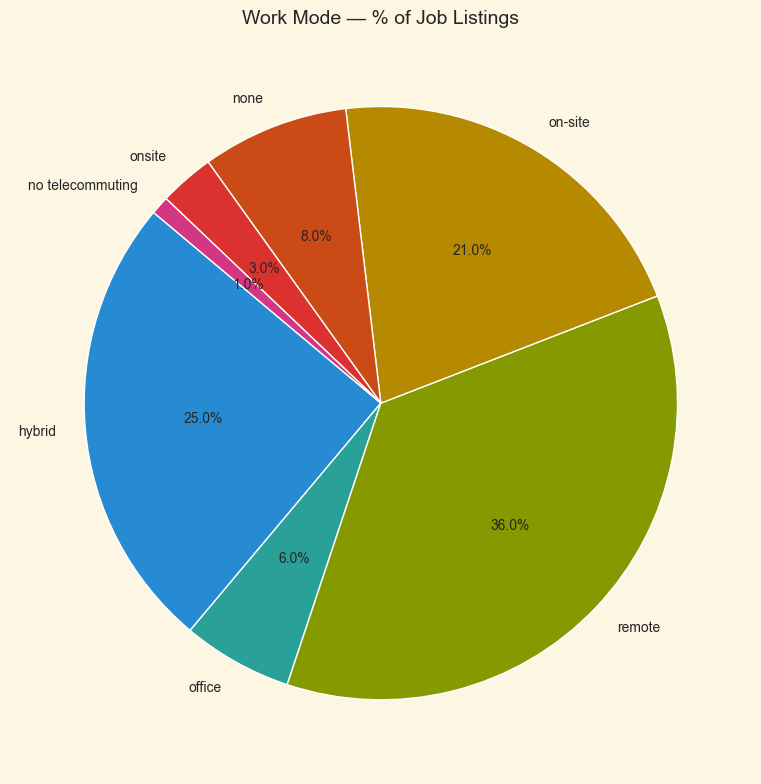 Work Mode — % of Job Listings
none
on-site
onsite
no telecommuting
8.0%
21.0%
3.0%
1.0%
hybrid
25.0%
36.0%
6.0%
remote
office